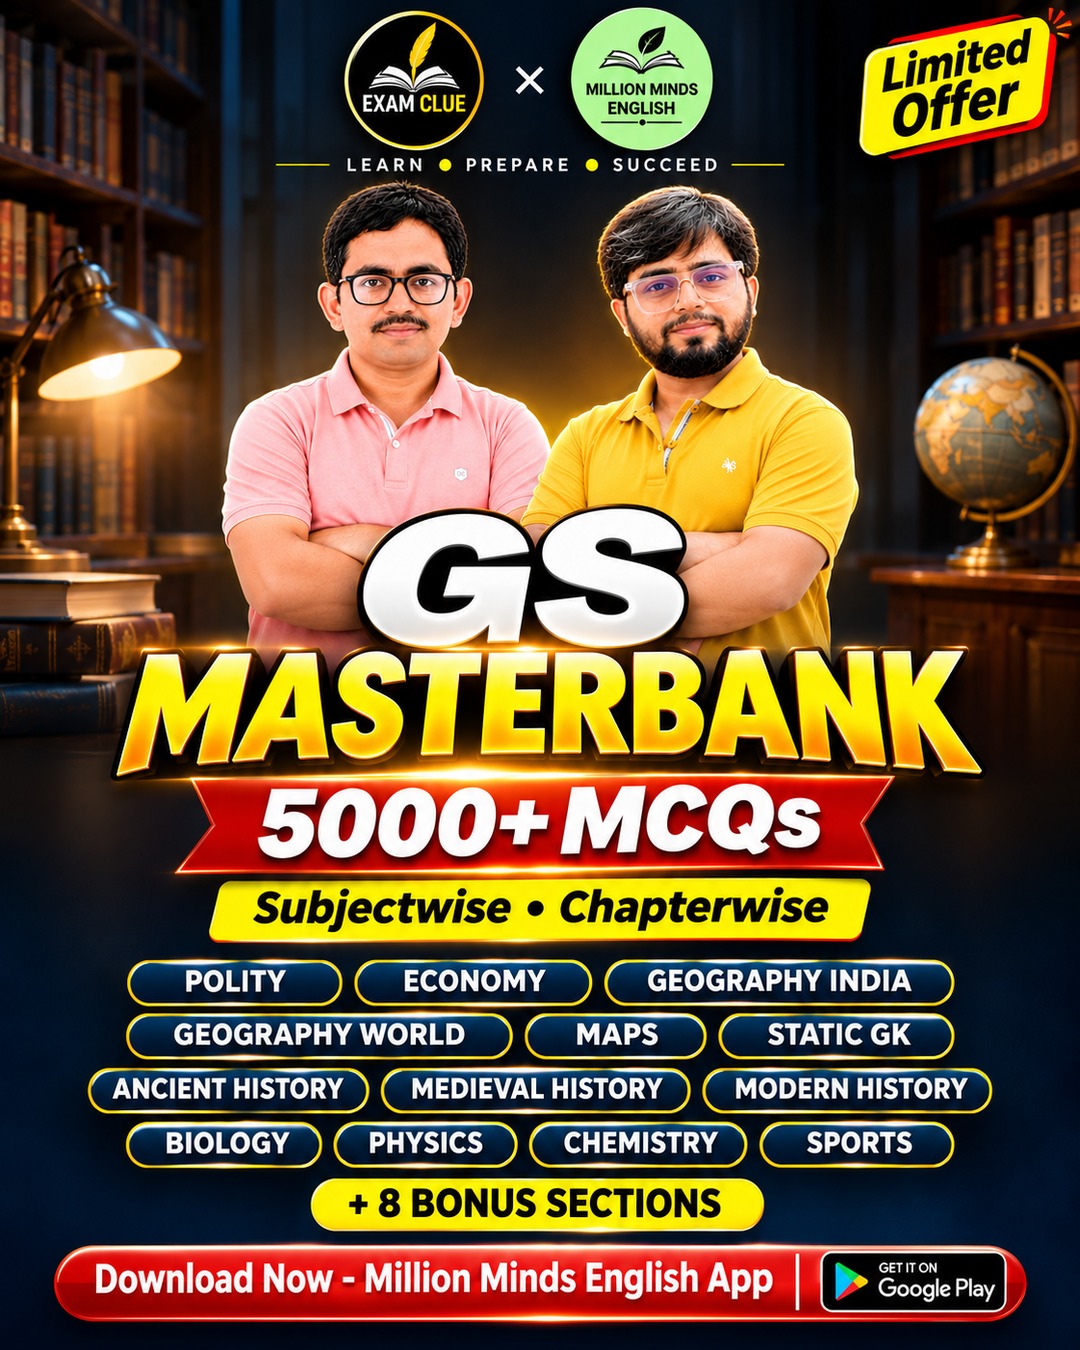 EXAM CLUE
×
MILLION MINDS
ENGLISH
Limited
Offer
LEARN • PREPARE • SUCCEED
GS
MASTERBANK
5000+ MCQs
Subjectwise • Chapterwise
POLITY
ECONOMY
GEOGRAPHY INDIA
GEOGRAPHY WORLD
MAPS
STATIC GK
ANCIENT HISTORY
MEDIEVAL HISTORY
MODERN HISTORY
BIOLOGY
PHYSICS
CHEMISTRY
SPORTS
+ 8 BONUS SECTIONS
Download Now - Million Minds English App
GET IT ON
Google Play